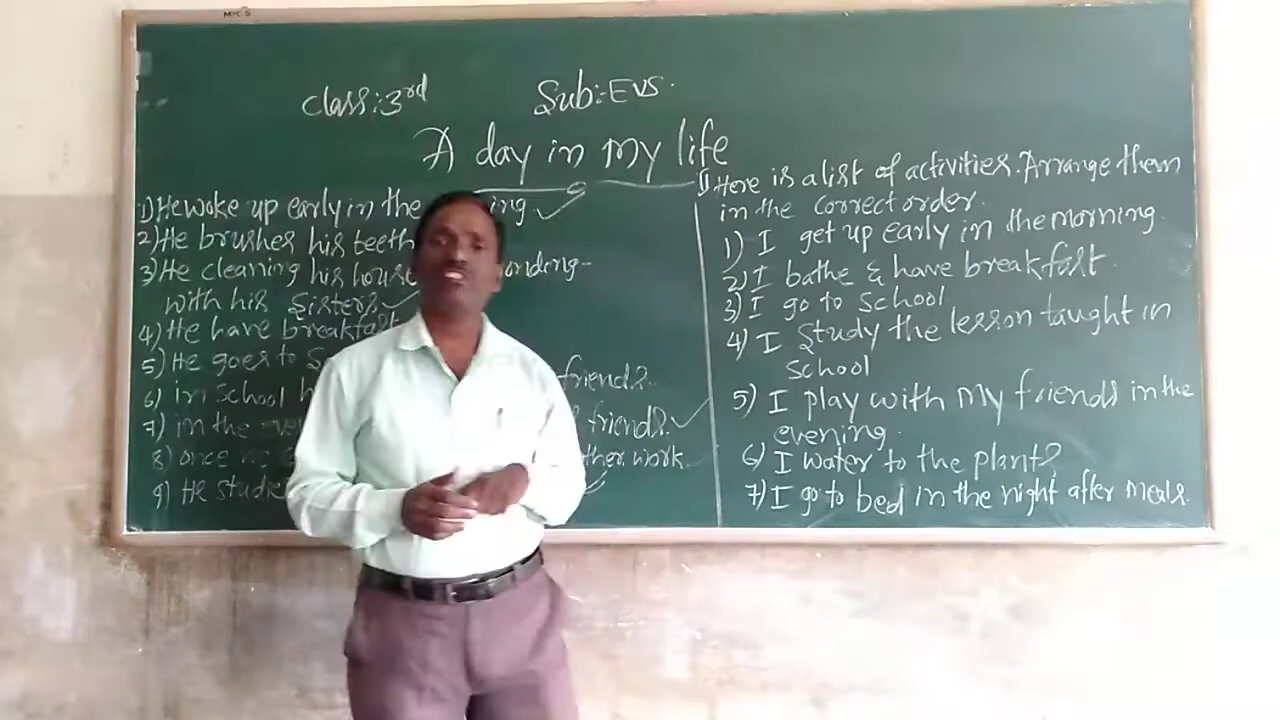 Class: 3rd Sub:- EVS.
A day in my life
1) He woke up early in the ing
2) He brushes his teeth
3) He cleaning his house
with his sisters
4) He have breakfast
5) He goes to
6) in School friends.
7) in the friends.
8) once work.
9) He studies
1) Here is a list of activities. Arrange them
in the correct order.
1) I get up early in the morning.
2) I bathe & have breakfast.
3) I go to School.
4) I Study the lesson taught in
School
5) I play with my friends in the
evening.
6) I water to the plants
7) I go to bed in the night after meals.